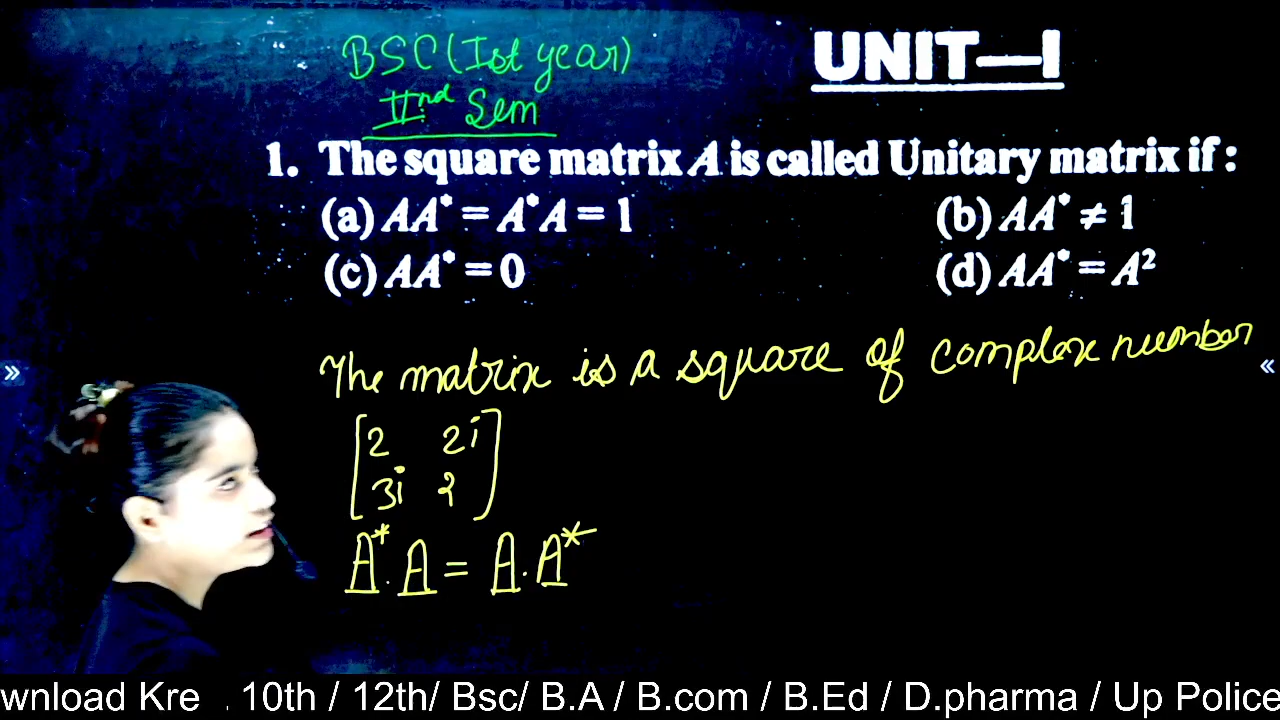 BSC (Ist year)
IInd Sem
UNIT—I
1. The square matrix A is called Unitary matrix if :
(a) AA* = A*A = 1
(b) AA* ≠ 1
(c) AA* = 0
(d) AA* = A²
The matrix is a square of complex number
[2 2i
3i 2]
A*. A = A. A*
»
«
wnload Kre . 10th / 12th/ Bsc/ B.A / B.com / B.Ed / D.pharma / Up Police